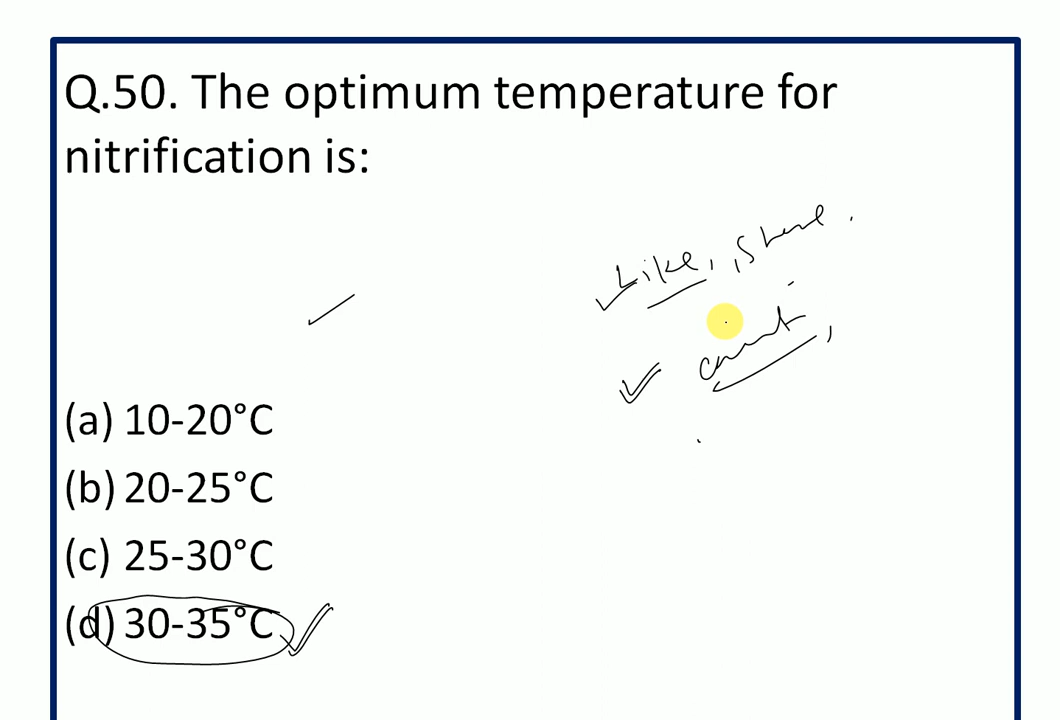 Q.50. The optimum temperature for
nitrification is:
Like, Share.
(a) 10-20°C
(b) 20-25°C
(c) 25-30°C
(d) 30-35°C